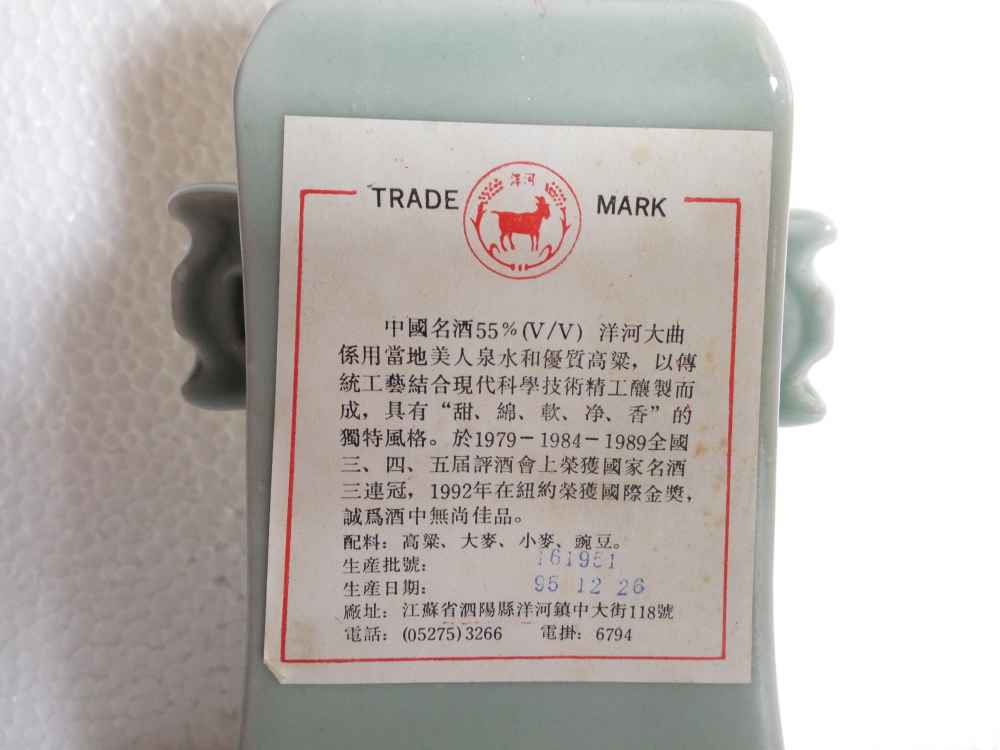 洋河
TRADE MARK
中國名酒55%(V/V) 洋河大曲
係用當地美人泉水和優質高粱，以傳
統工藝結合現代科學技術精工釀製而
成，具有“甜、綿、軟、净、香”的
獨特風格。於1979－1984－1989全國
三、四、五届評酒會上榮獲國家名酒
三連冠，1992年在紐約榮獲國際金獎，
誠爲酒中無尚佳品。
配料：高粱、大麥、小麥、豌豆。
生産批號： 161951
生産日期： 95 12 26
廠址：江蘇省泗陽縣洋河鎮中大街118號
電話：(05275)3266 電掛：6794